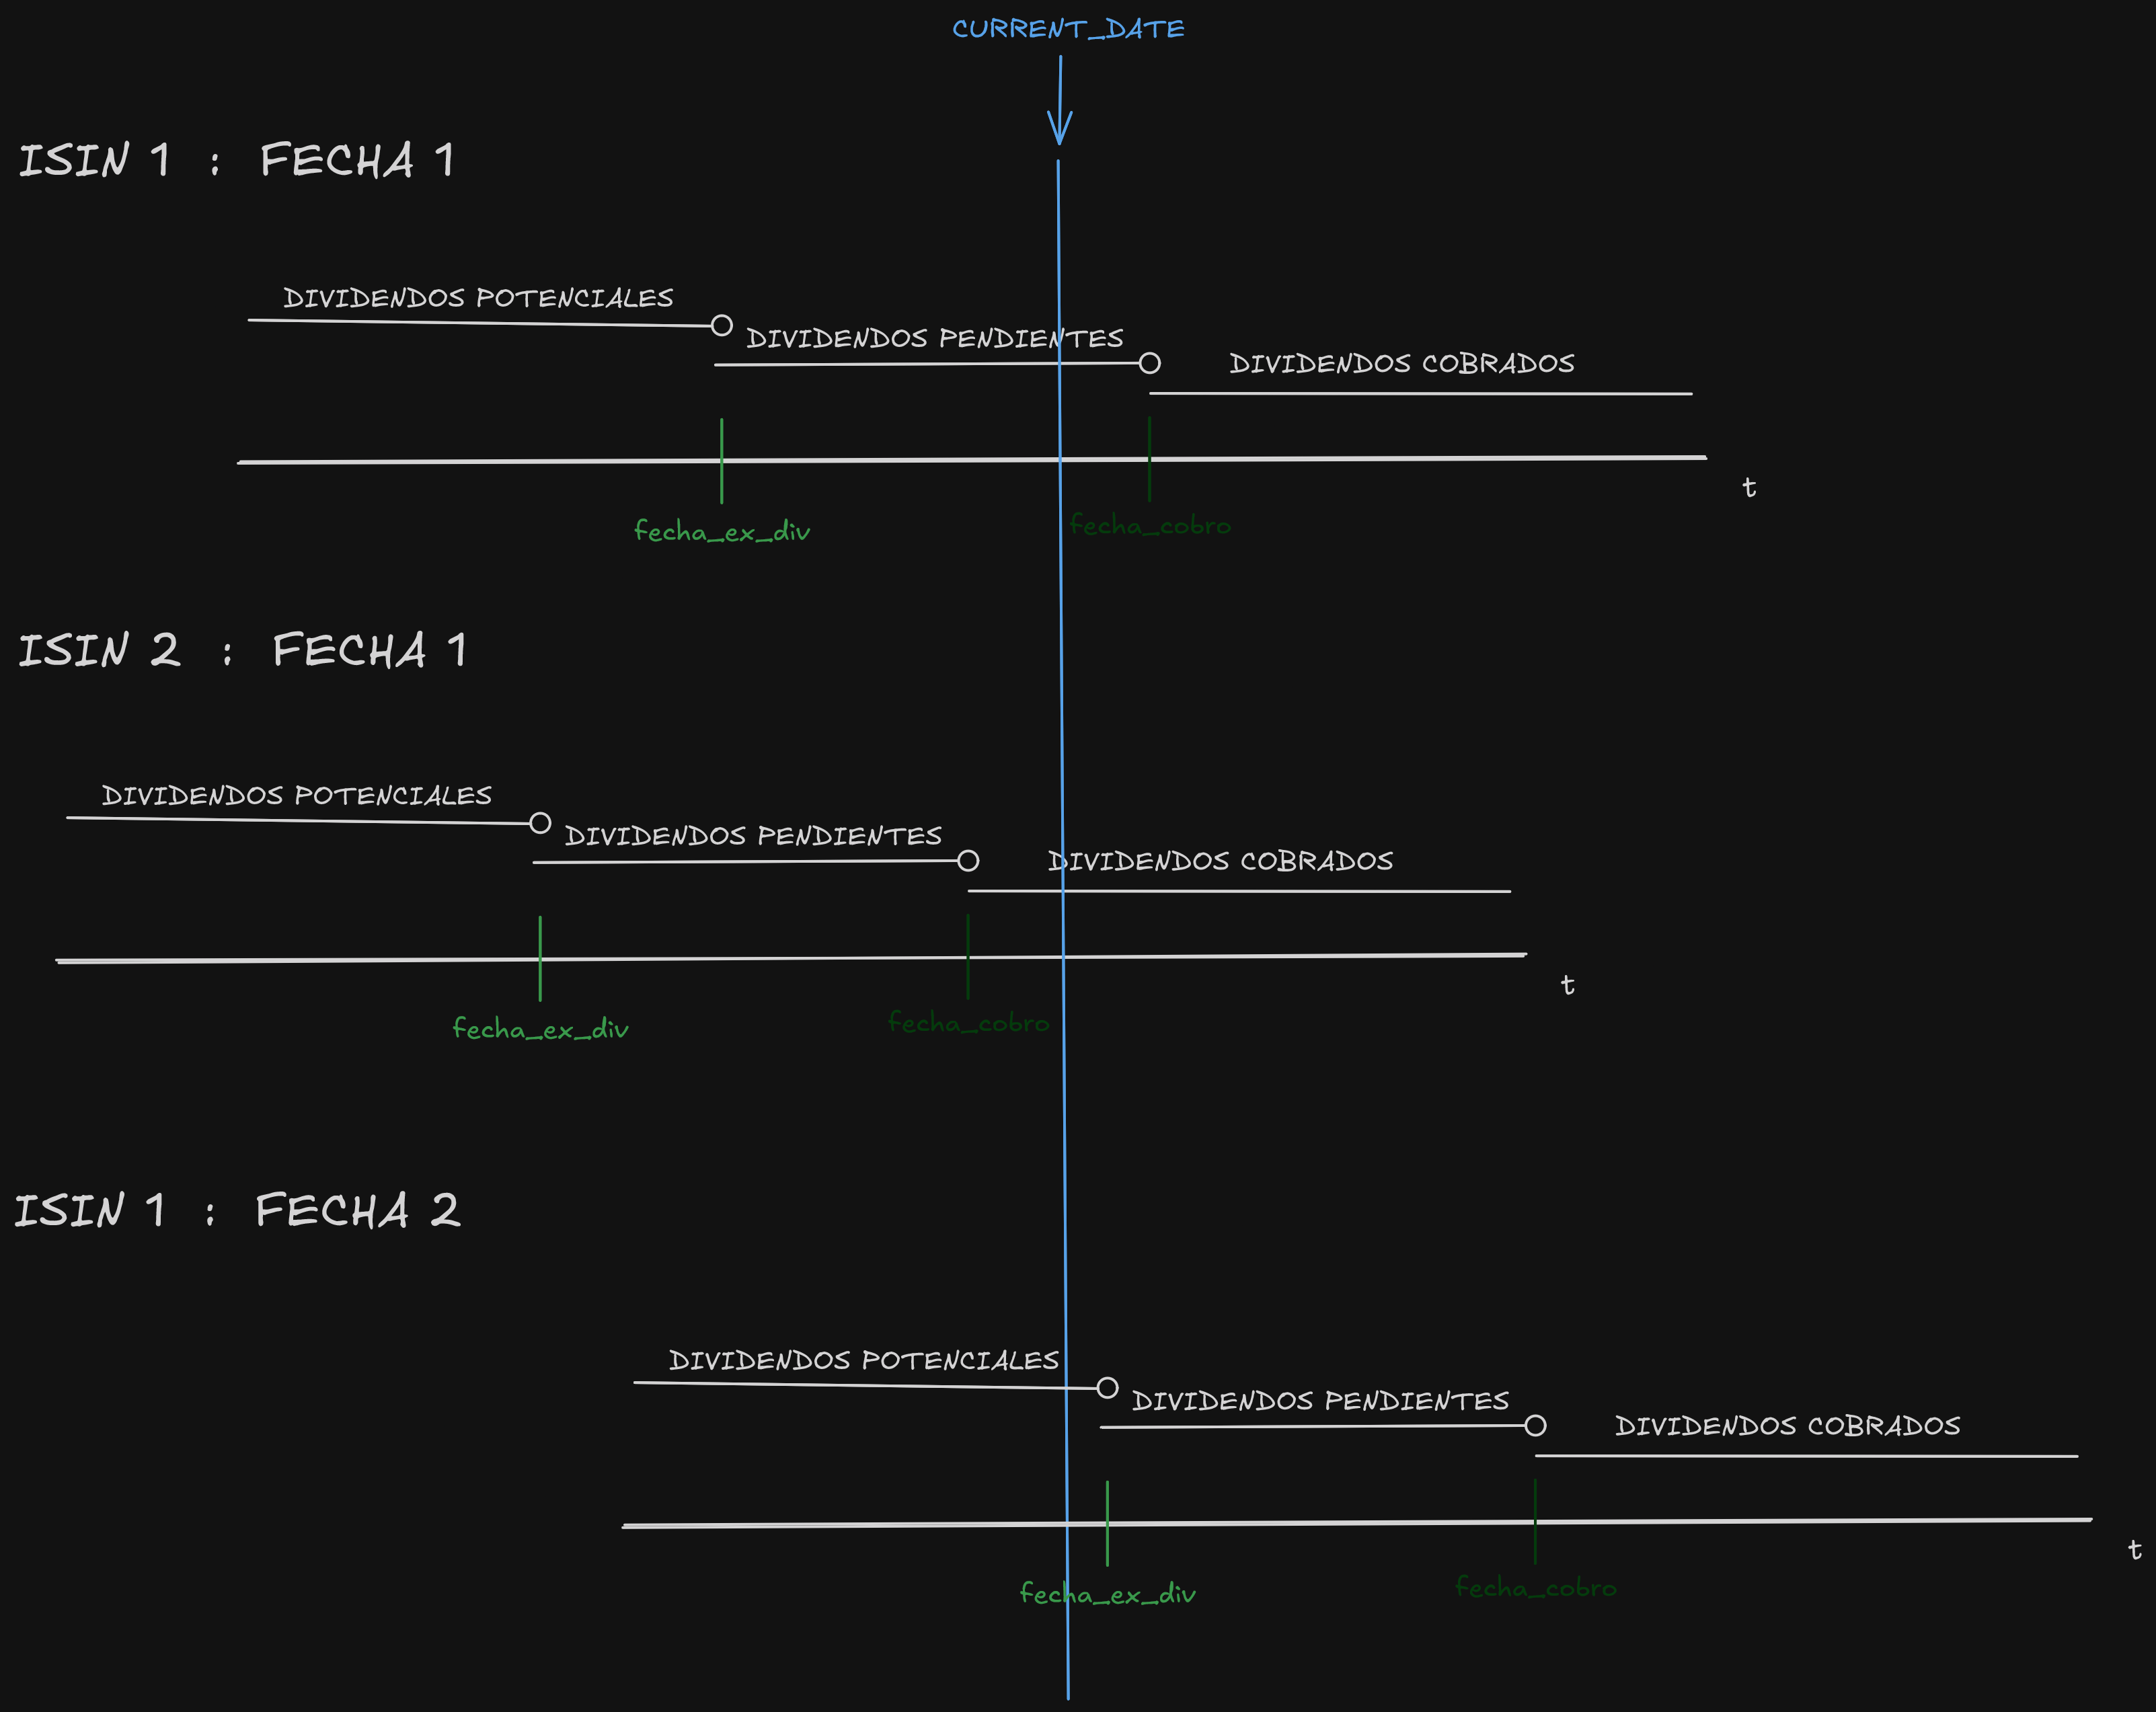 CURRENT_DATE
ISIN 1 : FECHA 1
DIVIDENDOS POTENCIALES
DIVIDENDOS PENDIENTES
DIVIDENDOS COBRADOS
t
fecha_ex_div
fecha_cobro
ISIN 2 : FECHA 1
DIVIDENDOS POTENCIALES
DIVIDENDOS PENDIENTES
DIVIDENDOS COBRADOS
t
fecha_ex_div
fecha_cobro
ISIN 1 : FECHA 2
DIVIDENDOS POTENCIALES
DIVIDENDOS PENDIENTES
DIVIDENDOS COBRADOS
t
fecha_ex_div
fecha_cobro